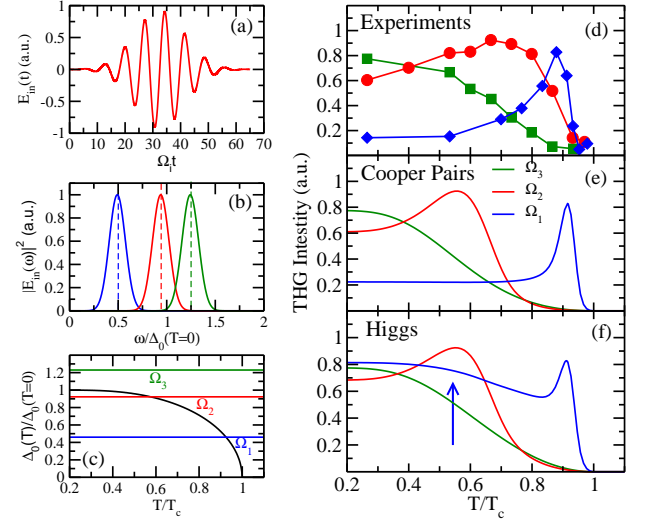 (a)
E_in(t) (a.u.)
1
0.5
0
-0.5
-1
0 10 20 30 40 50 60 70
Ω_i t
(b)
|E_in(ω)|^2 (a.u.)
1
0.8
0.6
0.4
0.2
0
0 0.5 1 1.5 2
ω/Δ_0(T=0)
Δ_0(T)/Δ_0(T=0)
1.2
1
0.8
0.6
0.4
0.2
0
Ω_3
Ω_2
Ω_1
(c)
0.2 0.4 0.6 0.8 1
T/T_c
THG Intestity (a.u.)
Experiments (d)
1
0.8
0.6
0.4
0.2
Cooper Pairs (e)
Ω_3
Ω_2
Ω_1
0.8
0.6
0.4
0.2
Higgs (f)
0.8
0.6
0.4
0.2
0.2 0.4 0.6 0.8 1
T/T_c